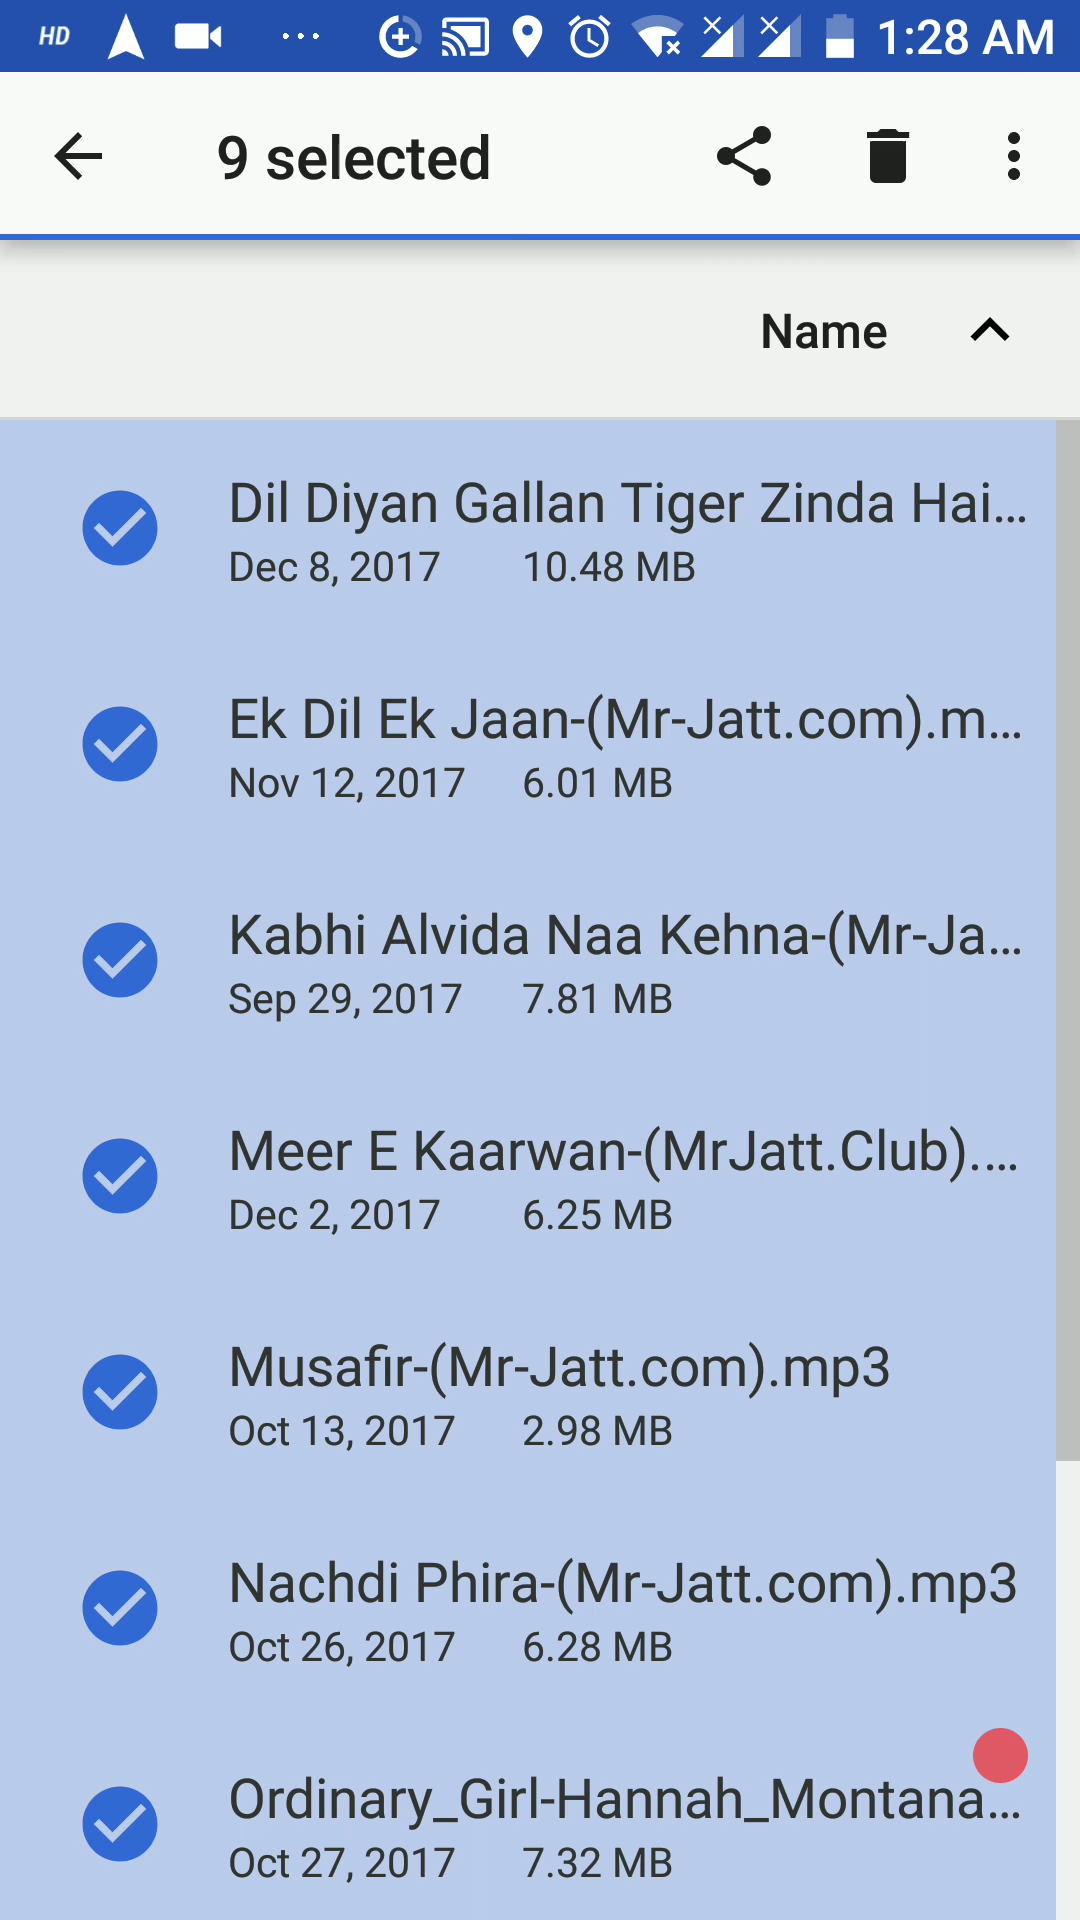 HD 1:28 AM
9 selected
Name
Dil Diyan Gallan Tiger Zinda Hai...
Dec 8, 2017 10.48 MB
Ek Dil Ek Jaan-(Mr-Jatt.com).m...
Nov 12, 2017 6.01 MB
Kabhi Alvida Naa Kehna-(Mr-Ja...
Sep 29, 2017 7.81 MB
Meer E Kaarwan-(MrJatt.Club)....
Dec 2, 2017 6.25 MB
Musafir-(Mr-Jatt.com).mp3
Oct 13, 2017 2.98 MB
Nachdi Phira-(Mr-Jatt.com).mp3
Oct 26, 2017 6.28 MB
Ordinary_Girl-Hannah_Montana...
Oct 27, 2017 7.32 MB